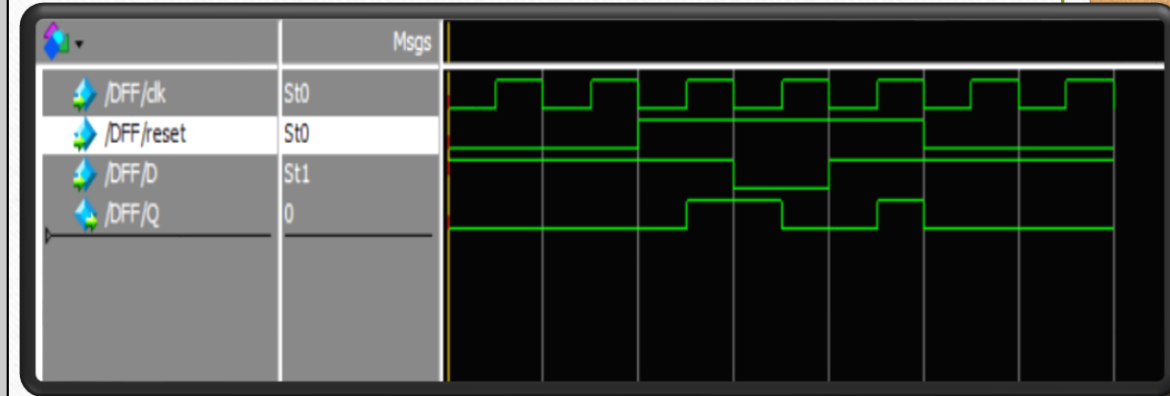 Msgs
/DFF/clk St0
/DFF/reset St0
/DFF/D St1
/DFF/Q 0